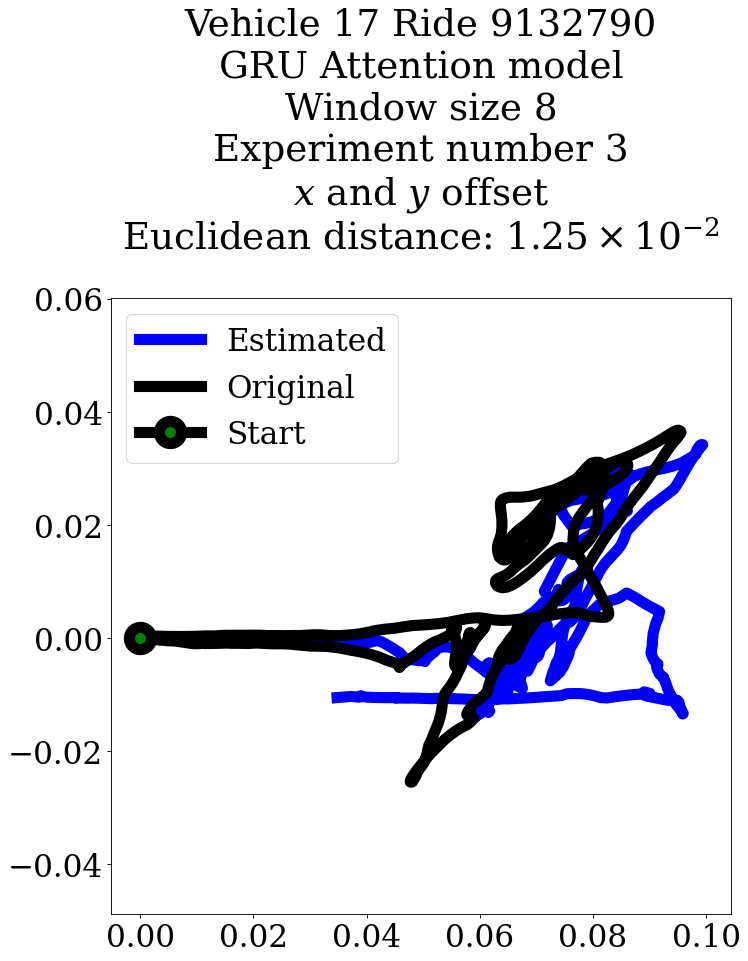 Vehicle 17 Ride 9132790
GRU Attention model
Window size 8
Experiment number 3
x and y offset
Euclidean distance: 1.25 × 10⁻²
Estimated
Original
Start
0.06
0.04
0.02
0.00
−0.02
−0.04
0.00 0.02 0.04 0.06 0.08 0.10